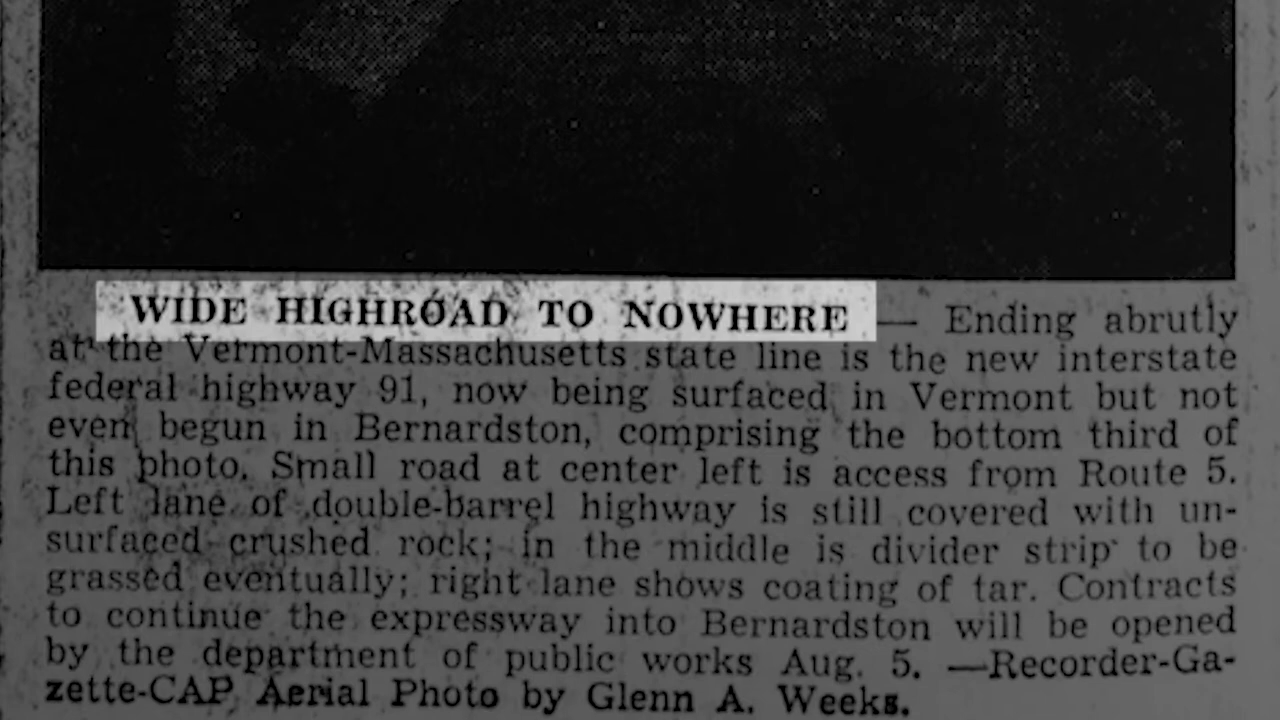 WIDE HIGHROAD TO NOWHERE — Ending abrutly
at the Vermont-Massachusetts state line is the new interstate
federal highway 91, now being surfaced in Vermont but not
even begun in Bernardston, comprising the bottom third of
this photo. Small road at center left is access from Route 5.
Left lane of double-barrel highway is still covered with un-
surfaced crushed rock; in the middle is divider strip to be
grassed eventually; right lane shows coating of tar. Contracts
to continue the expressway into Bernardston will be opened
by the department of public works Aug. 5. —Recorder-Ga-
zette-CAP Aerial Photo by Glenn A. Weeks.